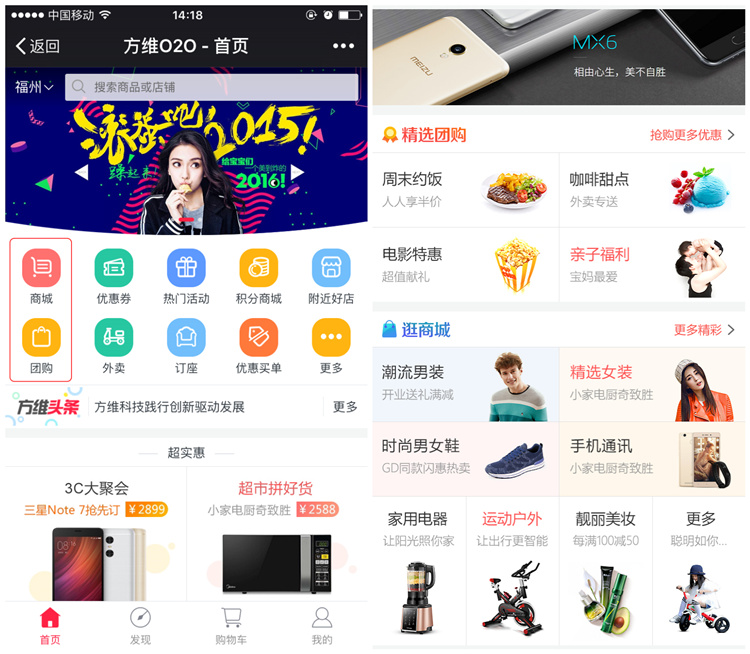 中国移动
14:18
返回
方维O2O - 首页
福州
搜索商品或店铺
2015!
躁起来!
给宝宝们
一个美到炸的
2016!
商城
优惠券
热门活动
积分商城
附近好店
团购
外卖
订座
优惠买单
更多
方维头条
方维科技践行创新驱动发展
更多
超实惠
3C大聚会
三星Note 7抢先订
¥2899
超市拼好货
小家电厨奇致胜
¥2588
08:16
Midea
首页
发现
购物车
我的
MEIZU
MX6
相由心生，美不自胜
精选团购
抢购更多优惠
周末约饭
人人享半价
咖啡甜点
外卖专送
电影特惠
超值献礼
亲子福利
宝妈最爱
逛商城
更多精彩
潮流男装
开业送礼满减
精选女装
小家电厨奇致胜
时尚男女鞋
GD同款闪惠热卖
手机通讯
小家电厨奇致胜
家用电器
让阳光照你家
运动户外
让出行更智能
靓丽美妆
每满100减50
更多
聪明如你...